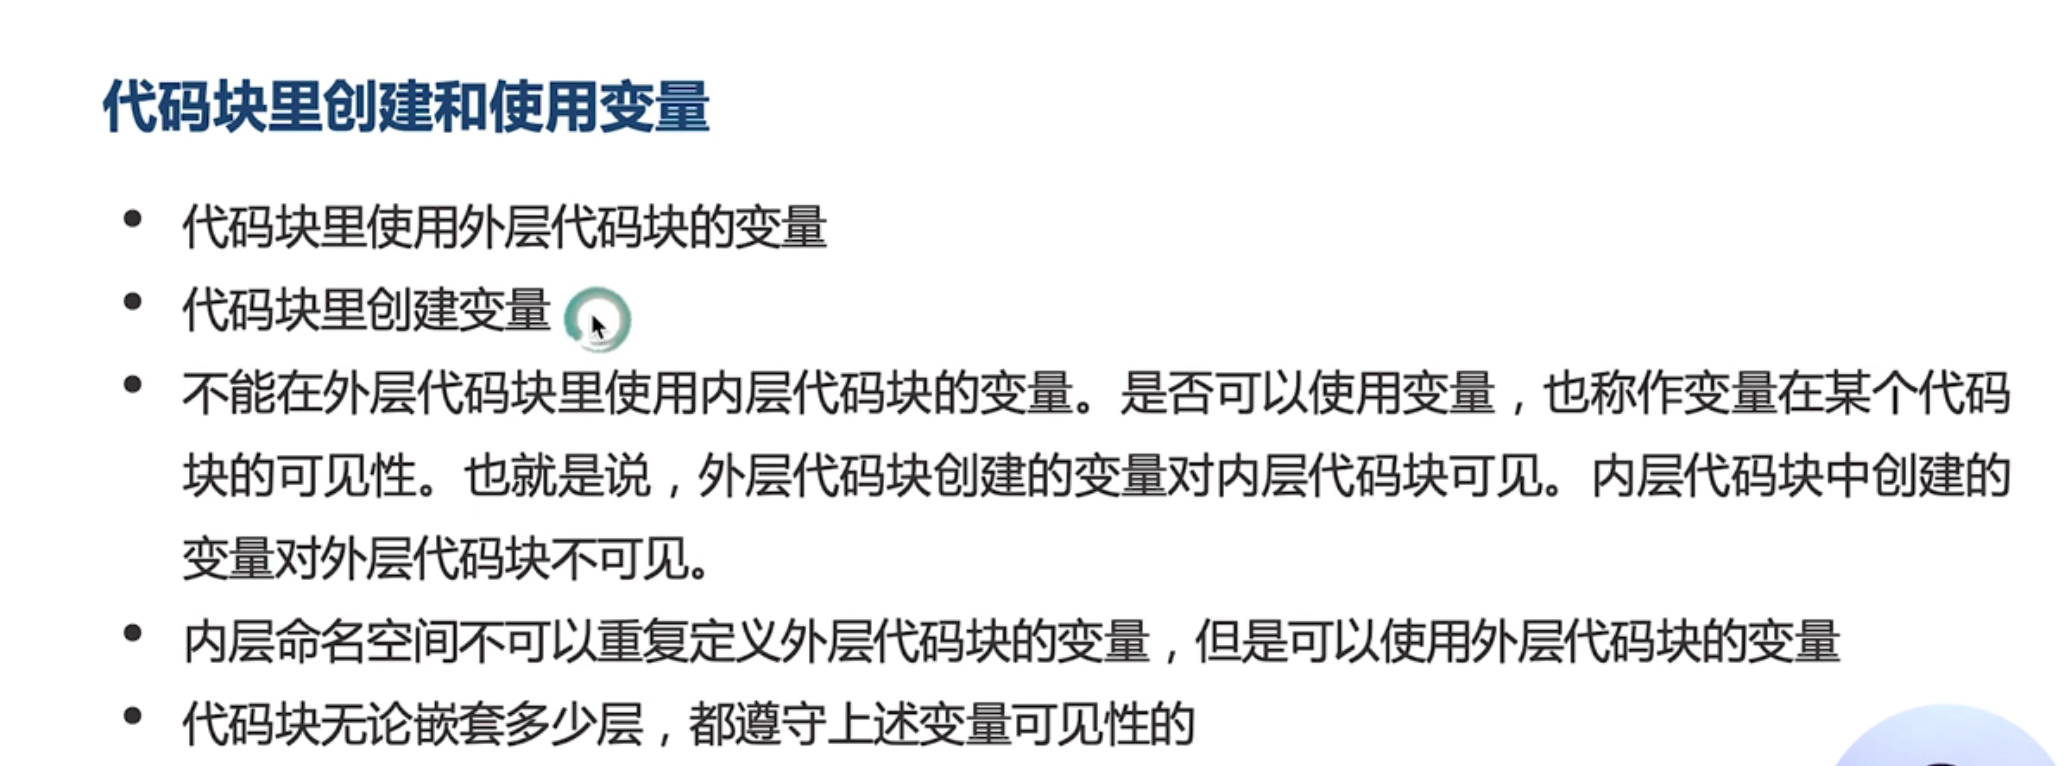 代码块里创建和使用变量
• 代码块里使用外层代码块的变量
• 代码块里创建变量
• 不能在外层代码块里使用内层代码块的变量。是否可以使用变量，也称作变量在某个代码
块的可见性。也就是说，外层代码块创建的变量对内层代码块可见。内层代码块中创建的
变量对外层代码块不可见。
• 内层命名空间不可以重复定义外层代码块的变量，但是可以使用外层代码块的变量
• 代码块无论嵌套多少层，都遵守上述变量可见性的